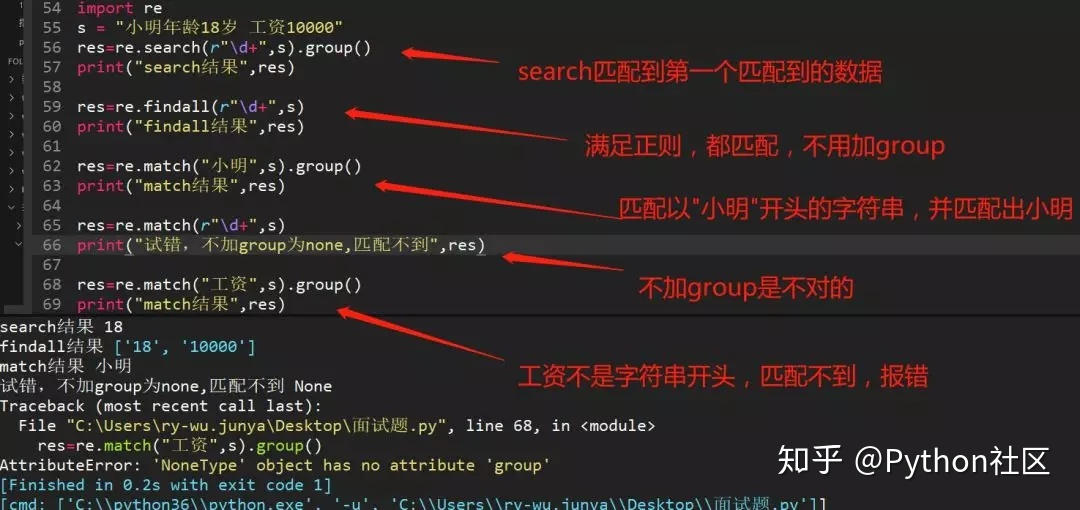 54 import re
55 s = "小明年龄18岁 工资10000"
56 res=re.search(r"\d+",s).group()
57 print("search结果",res)
search匹配到第一个匹配到的数据
58
59 res=re.findall(r"\d+",s)
60 print("findall结果",res)
满足正则，都匹配，不用加group
61
62 res=re.match("小明",s).group()
63 print("match结果",res)
匹配以"小明"开头的字符串，并匹配出小明
64
65 res=re.match(r"\d+",s)
66 print("试错，不加group为none,匹配不到",res)
不加group是不对的
67
68 res=re.match("工资",s).group()
69 print("match结果",res)
工资不是字符串开头，匹配不到，报错
search结果 18
findall结果 ['18', '10000']
match结果 小明
试错，不加group为none,匹配不到 None
Traceback (most recent call last):
File "C:\Users\ry-wu.junya\Desktop\面试题.py", line 68, in <module>
res=re.match("工资",s).group()
AttributeError: 'NoneType' object has no attribute 'group'
[Finished in 0.2s with exit code 1]
[cmd: ['C:\\python36\\python.exe', '-u', 'C:\\Users\\ry-wu.junya\\Desktop\\面试题.py']]
知乎 @Python社区
FOL